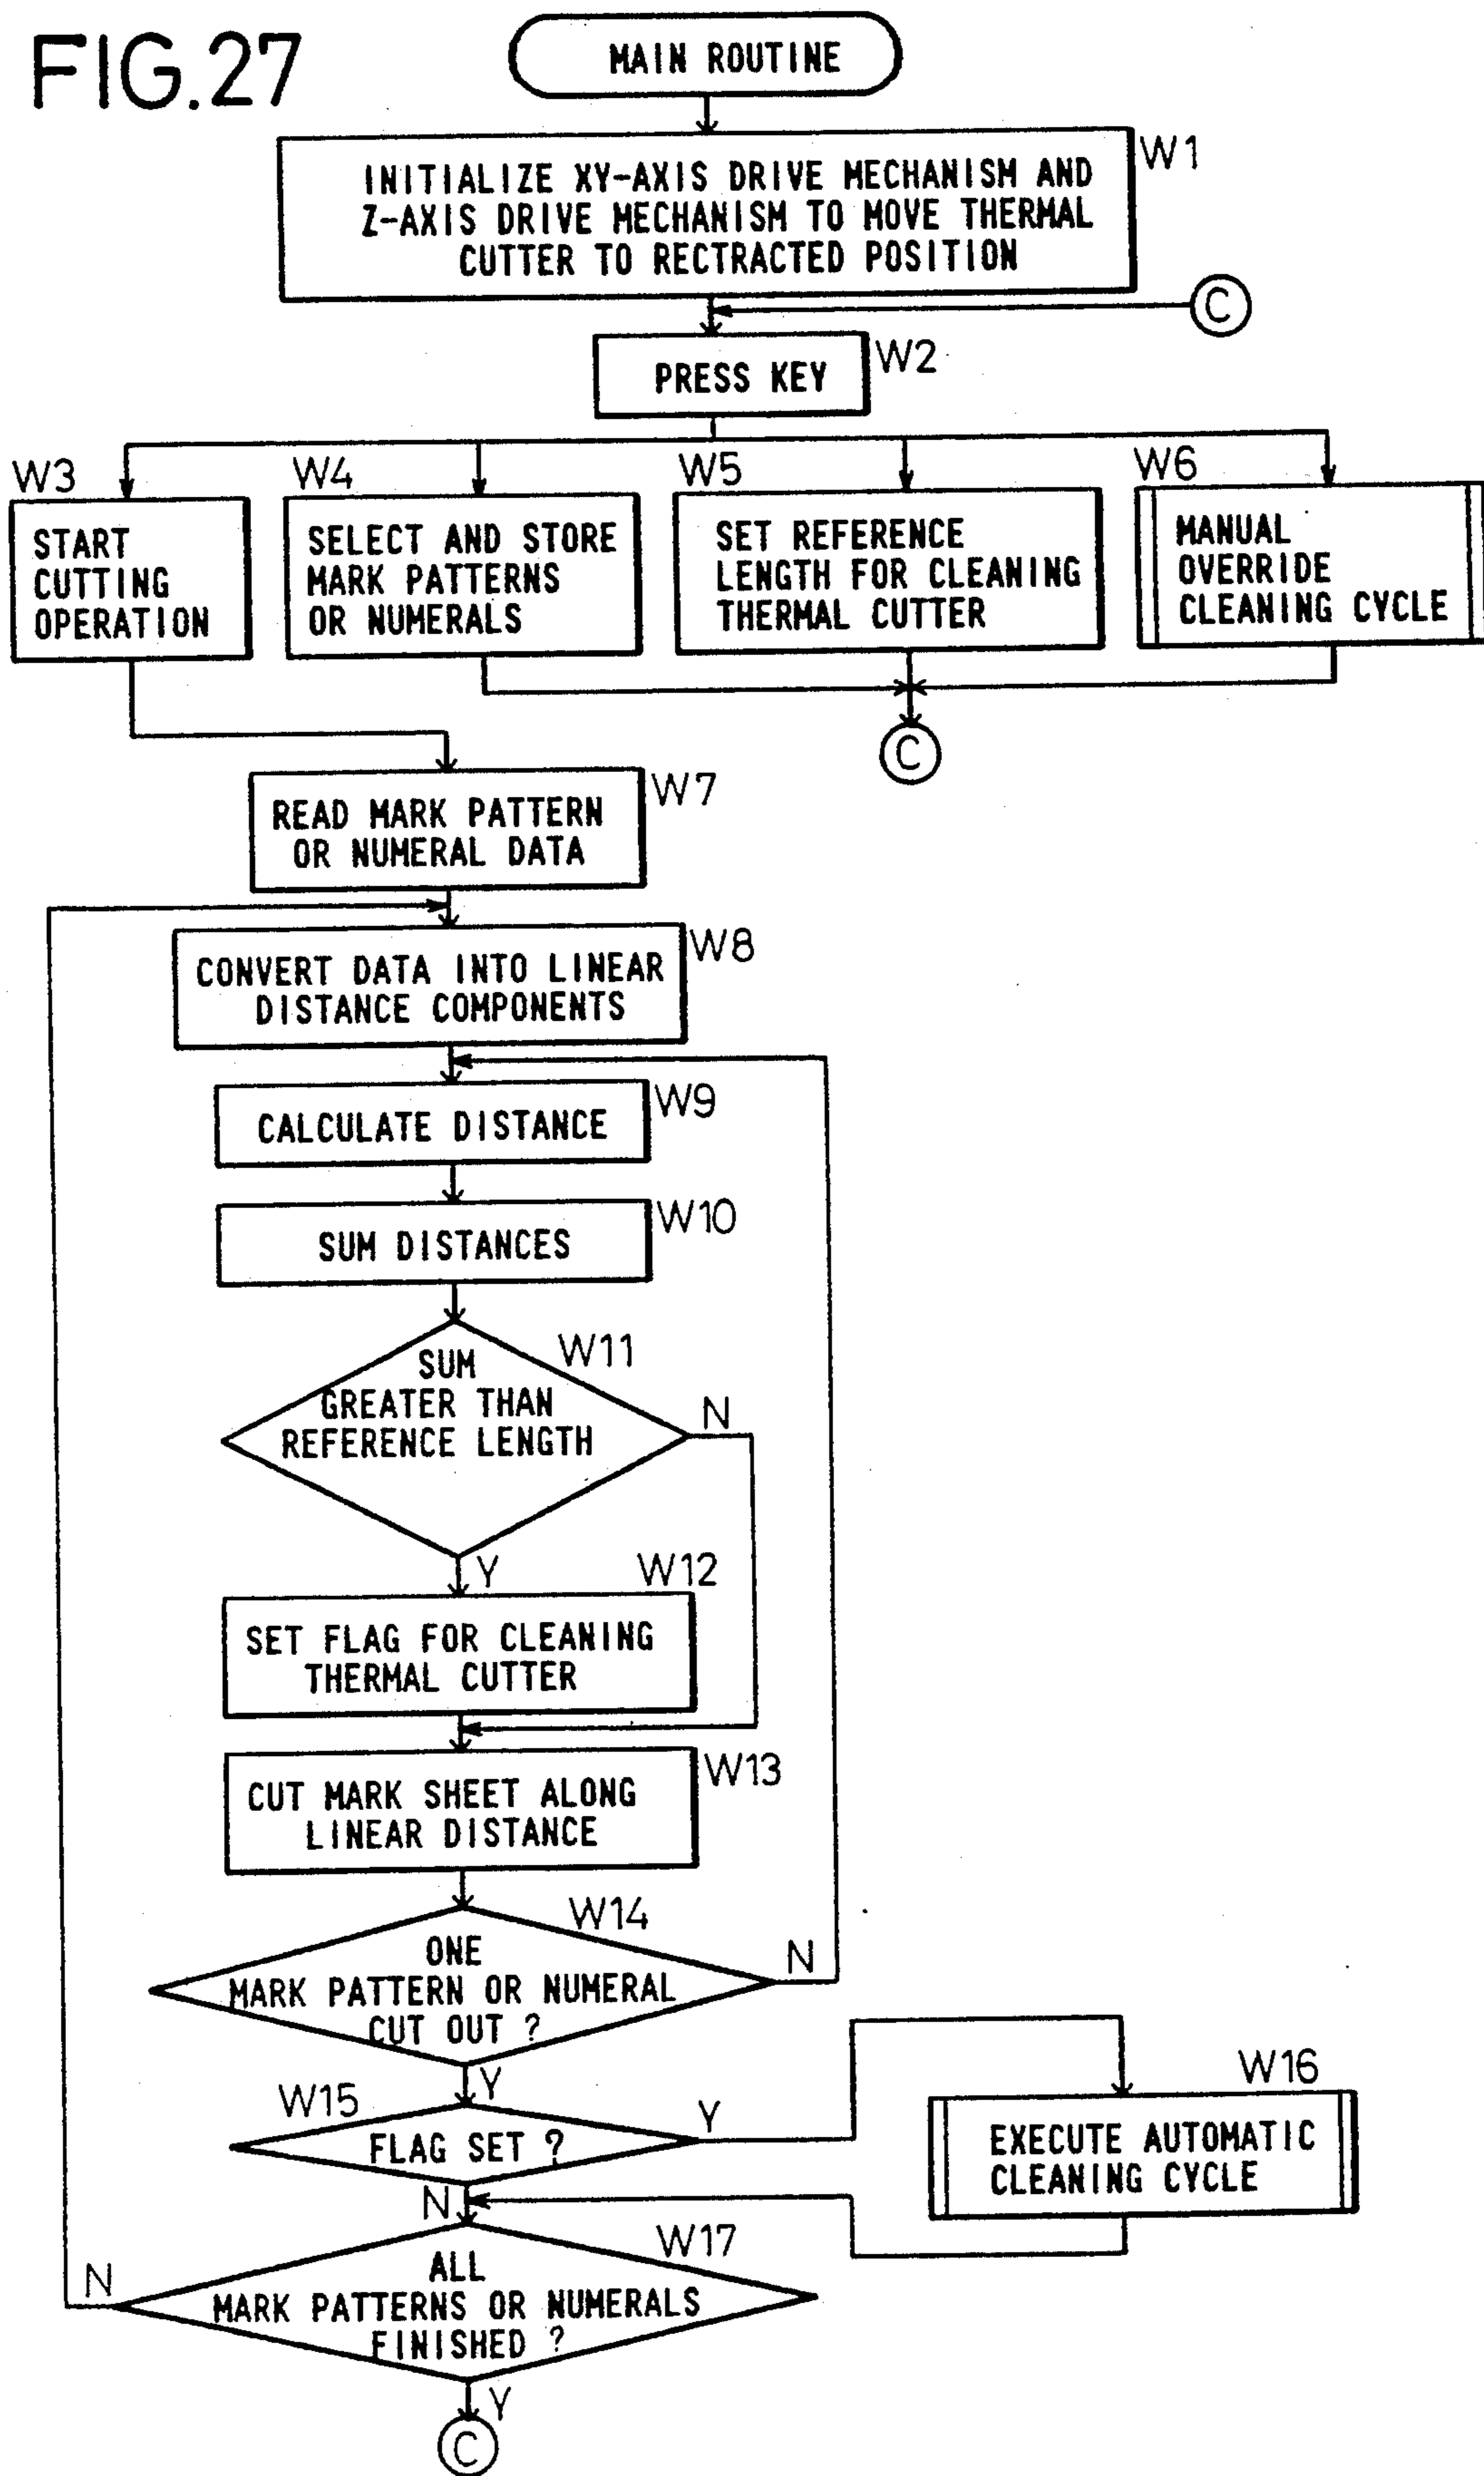 FIG.27
MAIN ROUTINE
W1
INITIALIZE XY-AXIS DRIVE MECHANISM AND
Z-AXIS DRIVE MECHANISM TO MOVE THERMAL
CUTTER TO RECTRACTED POSITION
C
W2
PRESS KEY
W3
START
CUTTING
OPERATION
W4
SELECT AND STORE
MARK PATTERNS
OR NUMERALS
W5
SET REFERENCE
LENGTH FOR CLEANING
THERMAL CUTTER
W6
MANUAL
OVERRIDE
CLEANING CYCLE
C
W7
READ MARK PATTERN
OR NUMERAL DATA
W8
CONVERT DATA INTO LINEAR
DISTANCE COMPONENTS
W9
CALCULATE DISTANCE
W10
SUM DISTANCES
W11
SUM
GREATER THAN
REFERENCE LENGTH
N
Y
W12
SET FLAG FOR CLEANING
THERMAL CUTTER
W13
CUT MARK SHEET ALONG
LINEAR DISTANCE
W14
ONE
MARK PATTERN OR NUMERAL
CUT OUT ?
N
Y
W15
FLAG SET ?
Y
N
W16
EXECUTE AUTOMATIC
CLEANING CYCLE
W17
ALL
MARK PATTERNS OR NUMERALS
FINISHED ?
N
Y
C